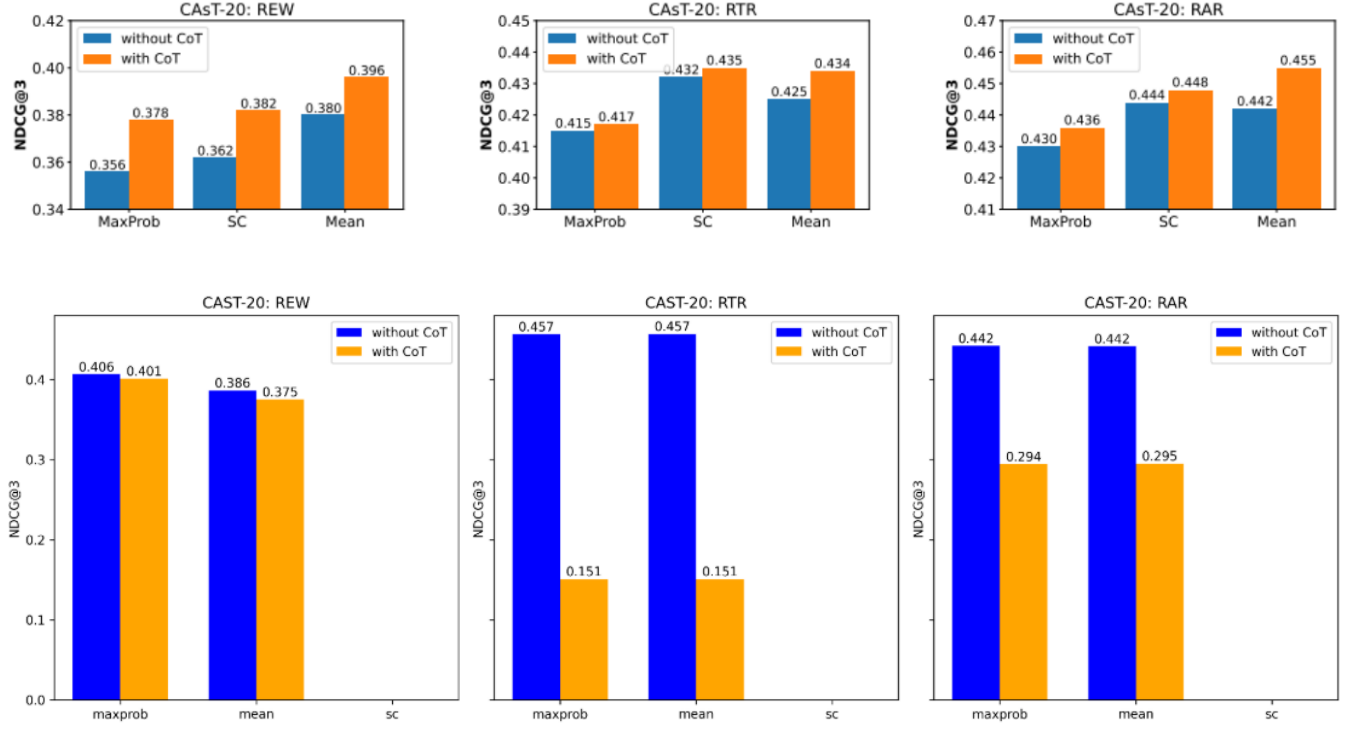 CAsT-20: REW
0.42
0.40
0.38
0.36
0.34
NDCG@3
without CoT
with CoT
0.356
0.378
0.362
0.382
0.380
0.396
MaxProb
SC
Mean
CAsT-20: RTR
0.45
0.44
0.43
0.42
0.41
0.40
0.39
NDCG@3
without CoT
with CoT
0.415
0.417
0.432
0.435
0.425
0.434
MaxProb
SC
Mean
CAsT-20: RAR
0.47
0.46
0.45
0.44
0.43
0.42
0.41
NDCG@3
without CoT
with CoT
0.430
0.436
0.444
0.448
0.442
0.455
MaxProb
SC
Mean
CAST-20: REW
0.4
0.3
0.2
0.1
0.0
NDCG@3
without CoT
with CoT
0.406
0.401
0.386
0.375
maxprob
mean
sc
CAST-20: RTR
NDCG@3
without CoT
with CoT
0.457
0.151
0.457
0.151
maxprob
mean
sc
CAST-20: RAR
NDCG@3
without CoT
with CoT
0.442
0.294
0.442
0.295
maxprob
mean
sc